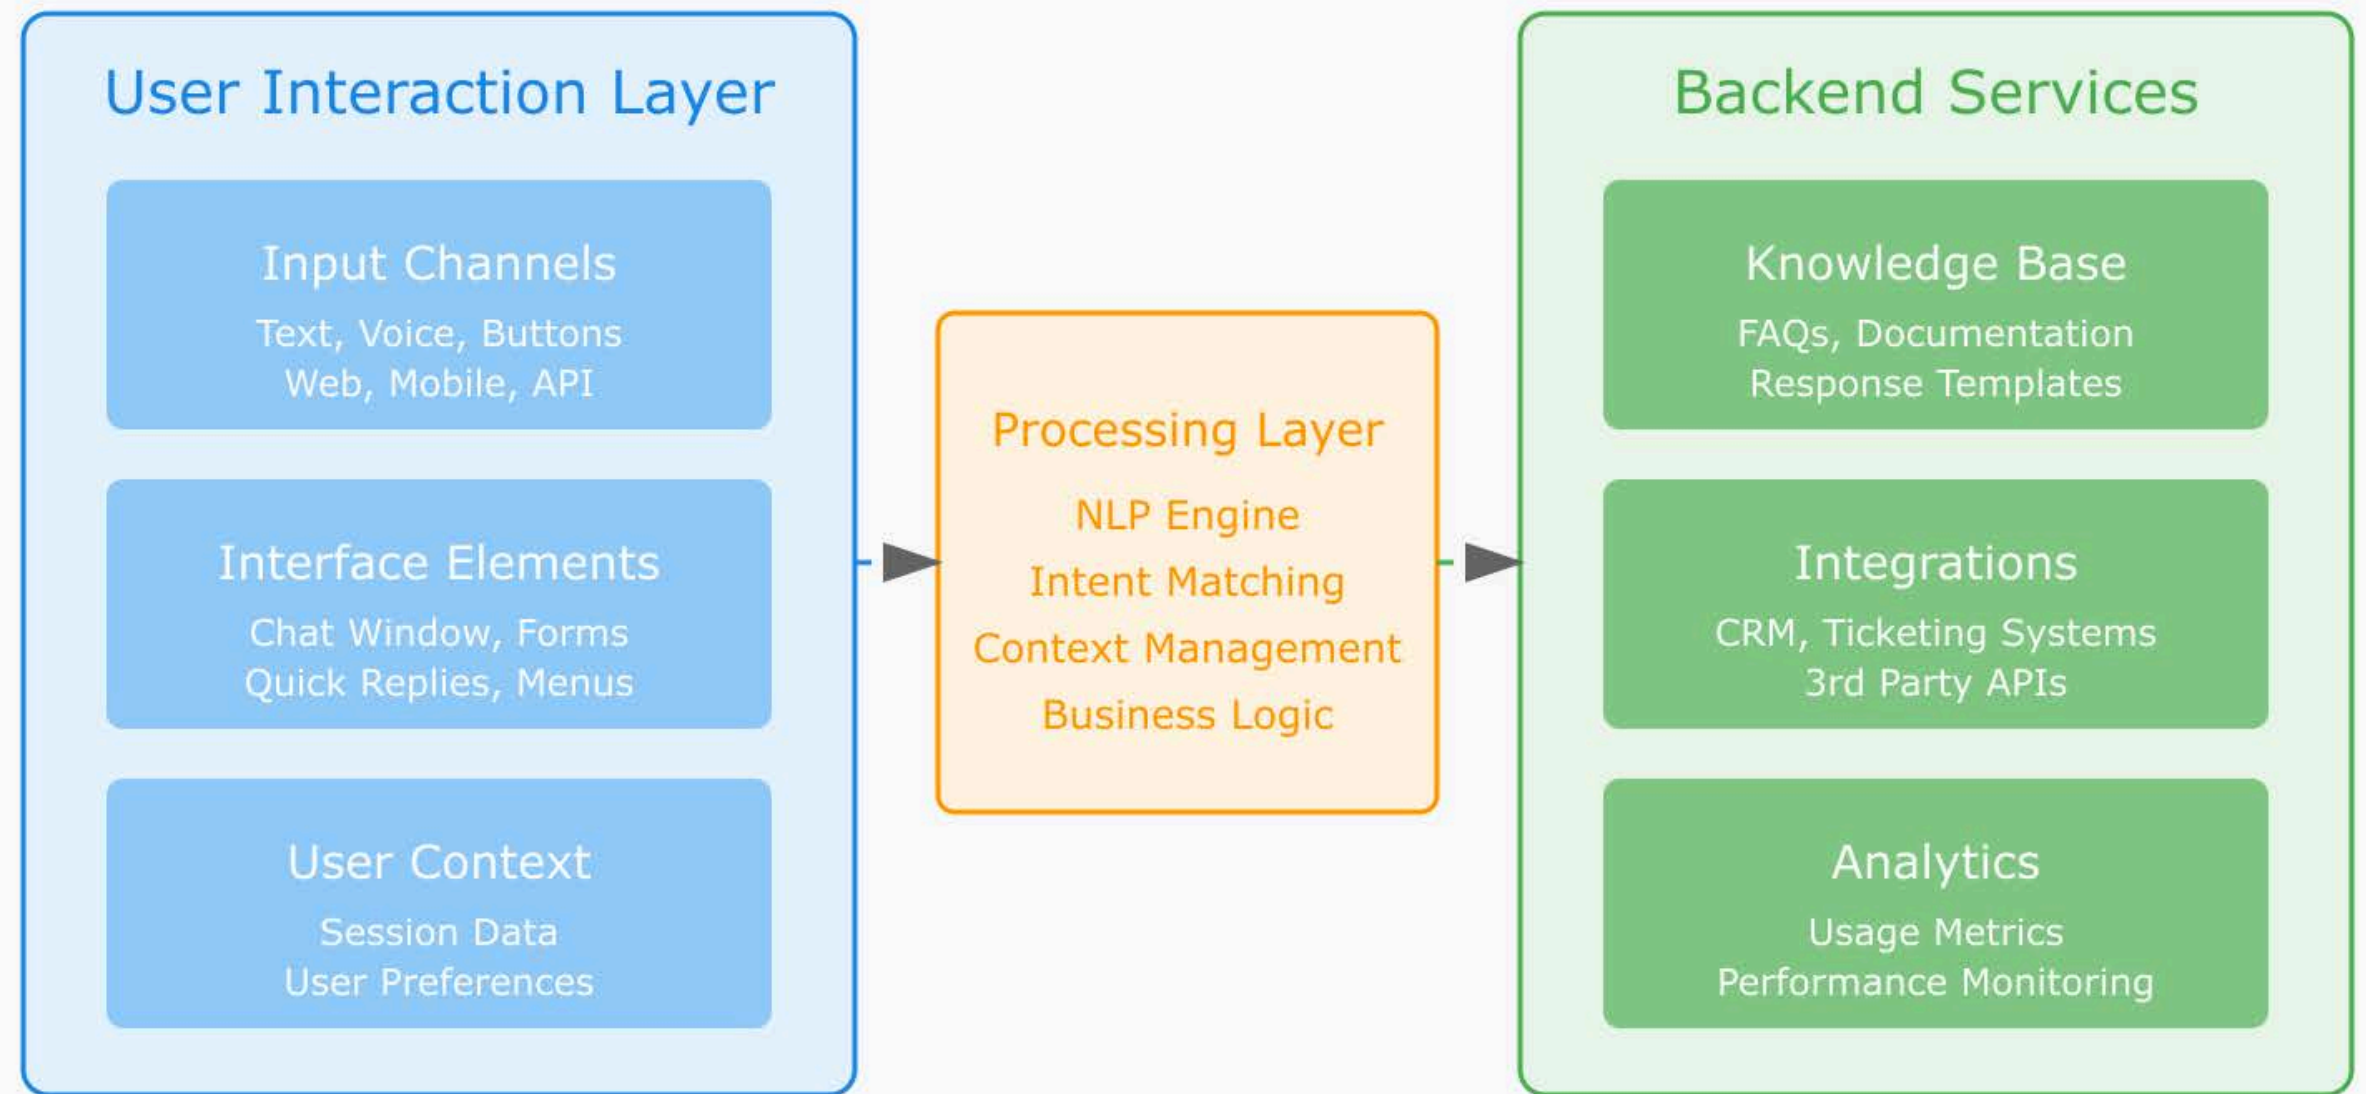 User Interaction Layer
Input Channels
Text, Voice, Buttons
Web, Mobile, API
Interface Elements
Chat Window, Forms
Quick Replies, Menus
User Context
Session Data
User Preferences
Processing Layer
NLP Engine
Intent Matching
Context Management
Business Logic
Backend Services
Knowledge Base
FAQs, Documentation
Response Templates
Integrations
CRM, Ticketing Systems
3rd Party APIs
Analytics
Usage Metrics
Performance Monitoring